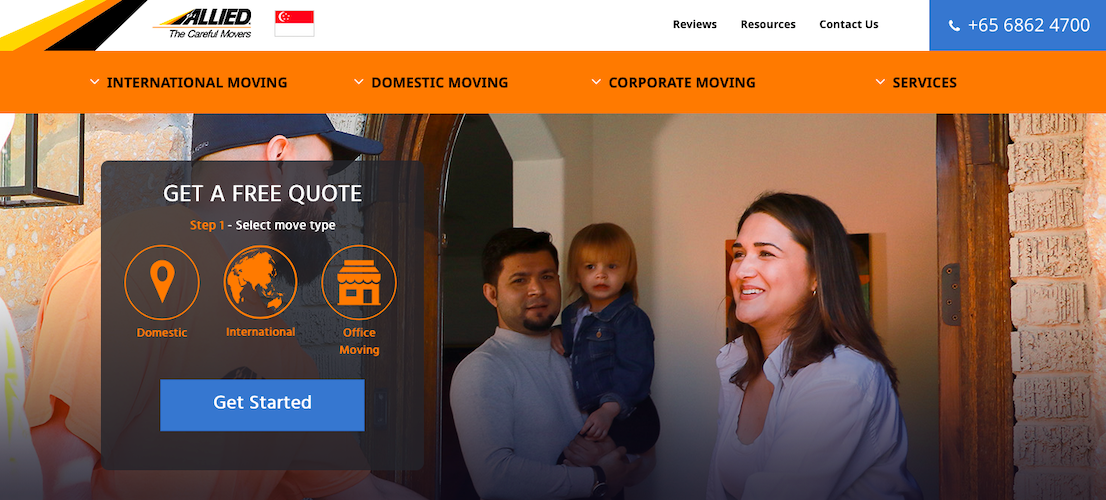 ALLIED
The Careful Movers
Reviews
Resources
Contact Us
+65 6862 4700
INTERNATIONAL MOVING
DOMESTIC MOVING
CORPORATE MOVING
SERVICES
GET A FREE QUOTE
Step 1 - Select move type
Domestic
International
Office
Moving
Get Started